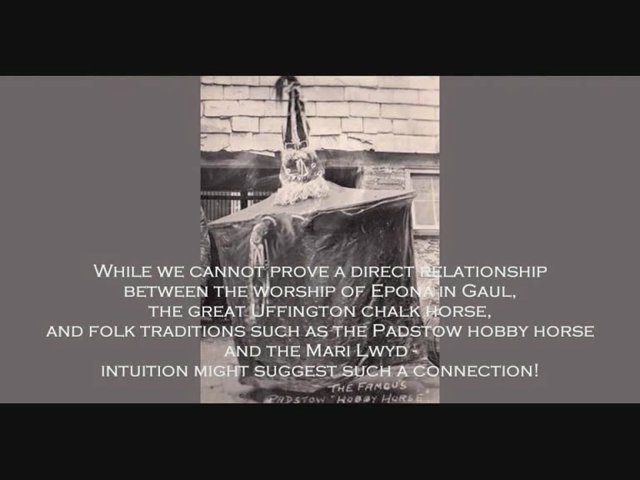 While we cannot prove a direct relationship
between the worship of Epona in Gaul,
the great Uffington chalk horse,
and folk traditions such as the Padstow hobby horse
and the Mari Lwyd -
intuition might suggest such a connection!
The Famous
Padstow "Hobby Horse"